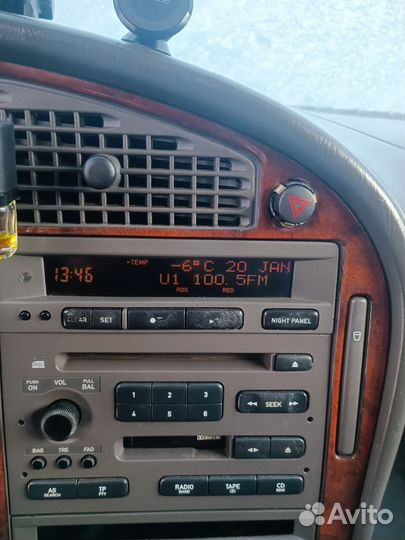 ▸TEMP -6°C 20 JAN
13:46 U1 100.5FM
RDS REG
CLEAR SET NIGHT PANEL
PUSH ON VOL PULL BAL
1 2 3
4 5 6
SEEK
BAS TRE FAD
AS SEARCH TP PTY RADIO BAND TAPE CD
Avito